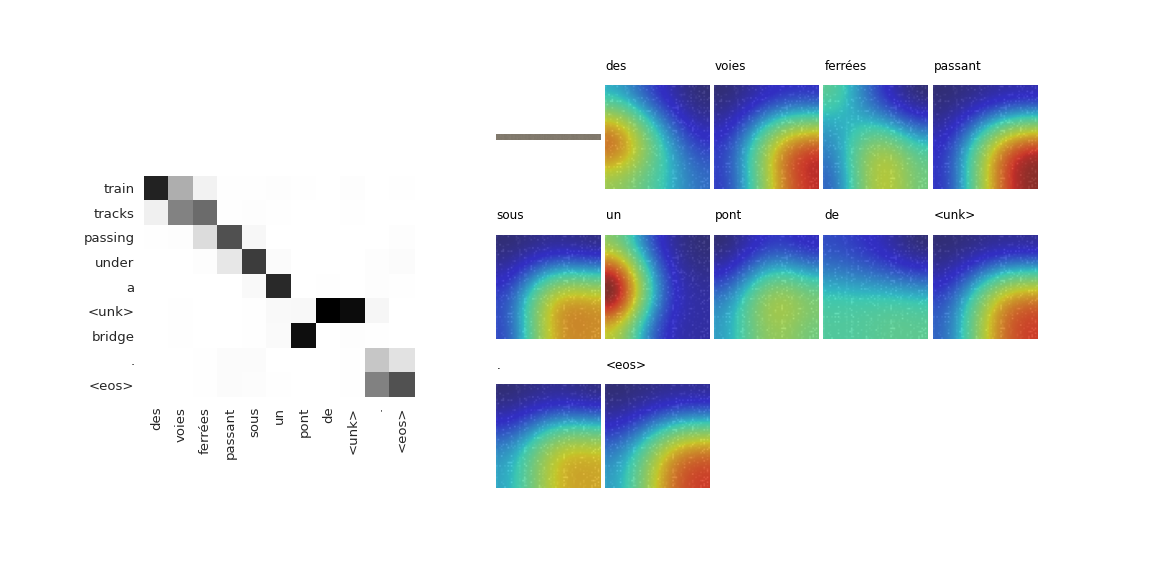 train
tracks
passing
under
a
<unk>
bridge
.
<eos>
des
voies
ferrées
passant
sous
un
pont
de
<unk>
.
<eos>
des voies ferrées passant
sous un pont de <unk>
. <eos>